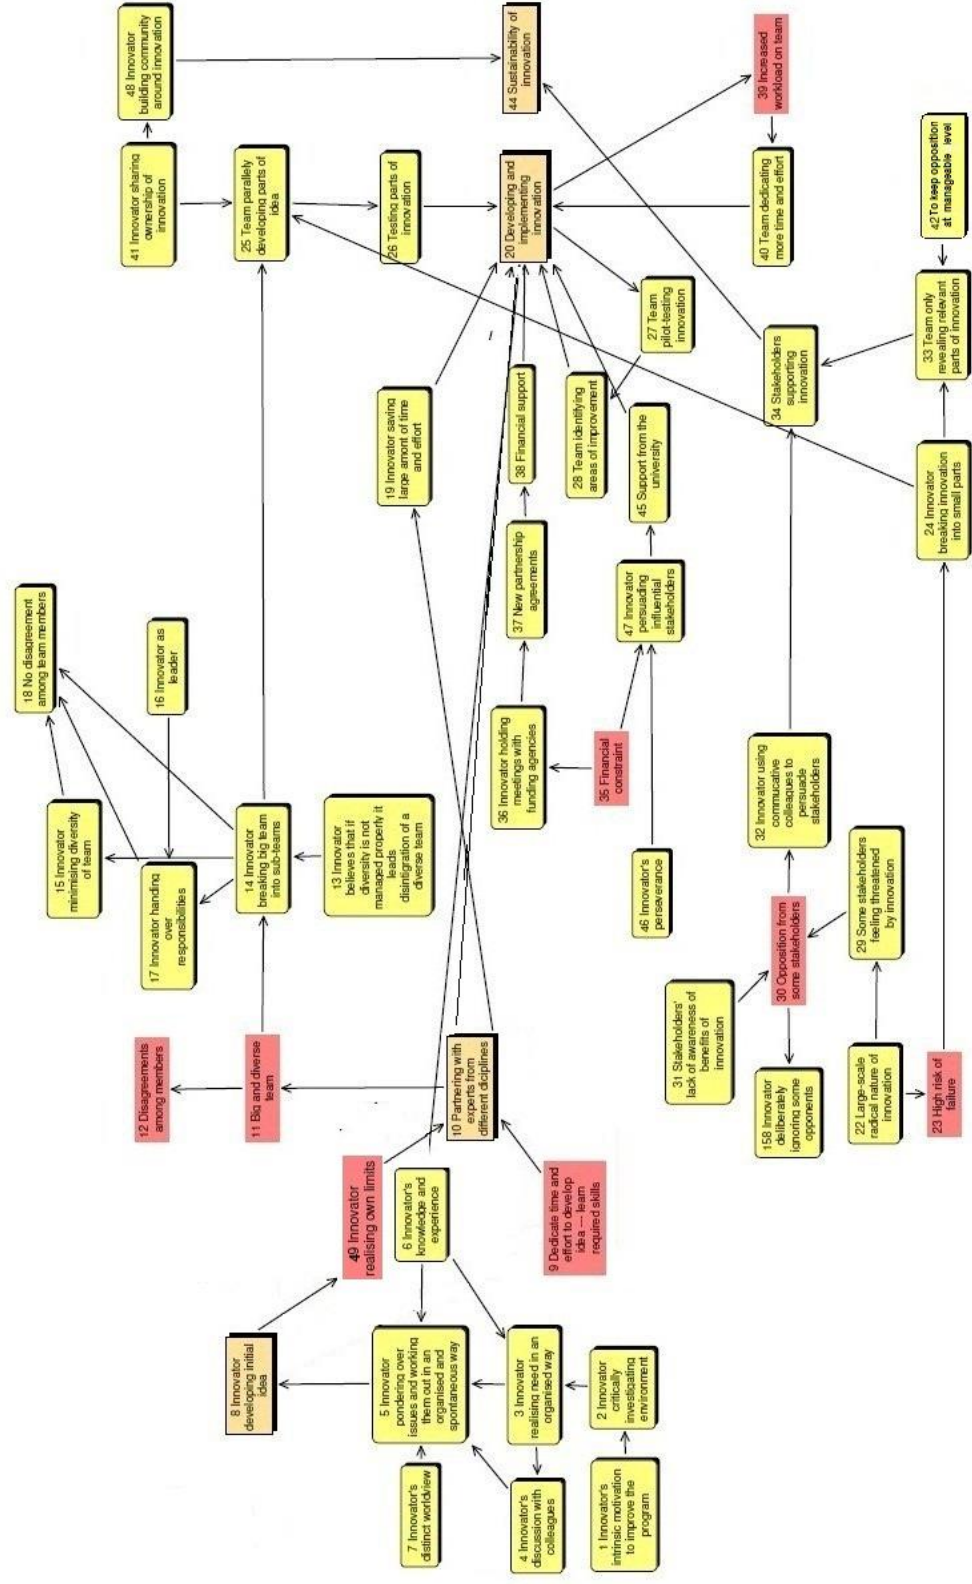 1 Innovator's
intrinsic motivation
to improve the
program
2 Innovator
critically
investigating
environment
3 Innovator
realising need in an
organised way
4 Innovator's
discussion with
colleagues
7 Innovator's
distinct worldview
5 Innovator
pondering over
issues and working
them out in an
organised and
spontaneous way
8 Innovator
developing initial
idea
6 Innovator's
knowledge and
experience
49 Innovator
realising own limits
9 Dedicate time and
effort to develop
idea --- learn
required skills
10 Partnering with
experts from
different diciplines
11 Big and diverse
team
12 Disagreements
among members
13 Innovator
believes that if
diversity is not
managed properly it
leads
disintigration of a
diverse team
14 Innovator
breaking big team
into sub-teams
17 Innovator handing
over
responsibilities
15 Innovator
minimising diversity
of team
16 Innovator as
leader
18 No disagreement
among team members
19 Innovator saving
large amont of time
and effort
36 Innovator holding
meetings with
funding agencies
37 New partnership
agreements
38 Financial support
35 Financial
constraint
46 Innovator's
perseverance
47 Innovator
persuading
influential
stakeholders
45 Support from the
university
28 Team identifying
areas of improvement
27 Team
pilot-testing
innovation
20 Developing and
implementing
innovation
26 Testing parts of
innovation
25 Team parallely
developing parts of
idea
41 Innovator sharing
ownership of
innovation
48 Innovator
building community
around innovation
44 Sustainability of
innovation
39 Increased
workload on team
40 Team dedicating
more time and effort
31 Stakeholders'
lack of awareness of
benefits of
innovation
158 Innovator
deliberately
ignoring some
opponents
30 Opposition from
some stakeholders
29 Some stakeholders
feeling threatened
by innovation
22 Large-scale
radical nature of
innovation
23 High risk of
failure
32 Innovator using
commucative
colleagues to
persuade
stakeholders
34 Stakeholders
supporting
innovation
24 Innovator
breaking innovation
into small parts
33 Team only
revealing relevant
parts of innovation
42 To keep opposition
at manageable level